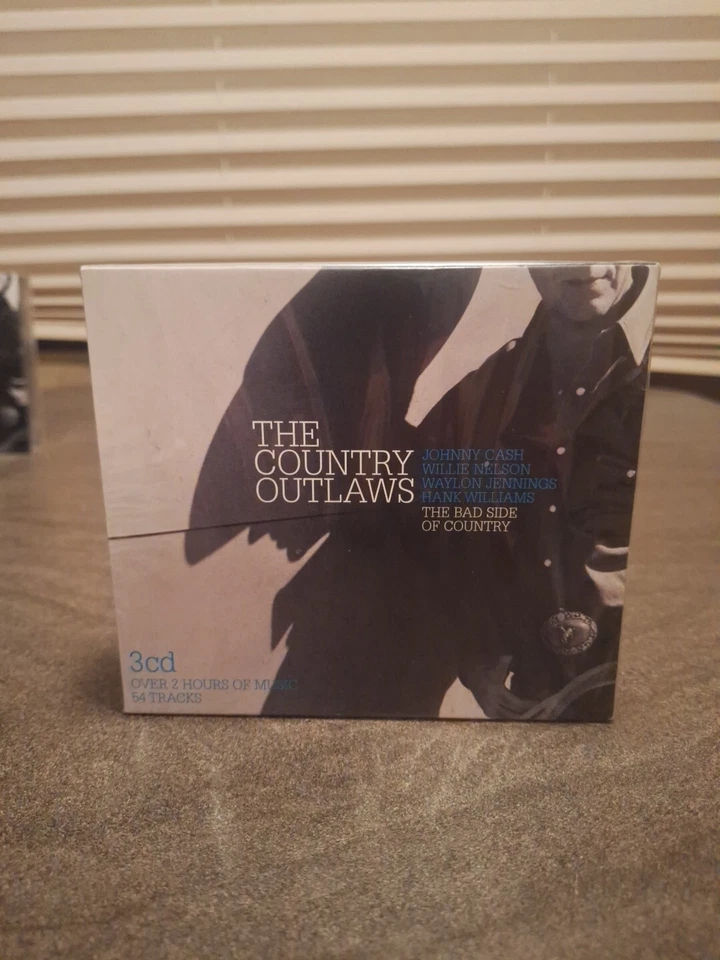 THE
COUNTRY
OUTLAWS
JOHNNY CASH
WILLIE NELSON
WAYLON JENNINGS
HANK WILLIAMS
THE BAD SIDE
OF COUNTRY
3cd
OVER 2 HOURS OF MUSIC
54 TRACKS